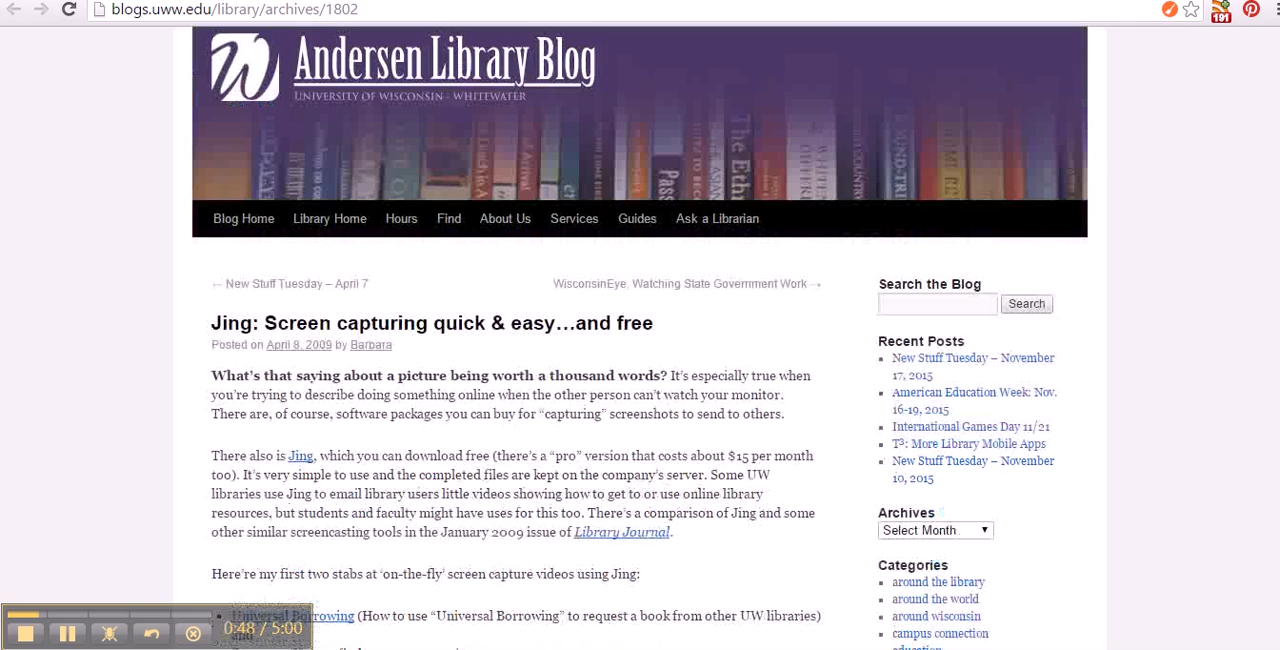 blogs.uww.edu/library/archives/1802
191
Andersen Library Blog
UNIVERSITY OF WISCONSIN - WHITEWATER
Blog Home Library Home Hours Find About Us Services Guides Ask a Librarian
← New Stuff Tuesday – April 7 WisconsinEye, Watching State Government Work →
Jing: Screen capturing quick & easy…and free
Posted on April 8, 2009 by Barbara
What's that saying about a picture being worth a thousand words? It's especially true when
you're trying to describe doing something online when the other person can't watch your monitor.
There are, of course, software packages you can buy for “capturing” screenshots to send to others.
There also is Jing, which you can download free (there's a “pro” version that costs about $15 per month
too). It's very simple to use and the completed files are kept on the company's server. Some UW
libraries use Jing to email library users little videos showing how to get to or use online library
resources, but students and faculty might have uses for this too. There's a comparison of Jing and some
other similar screencasting tools in the January 2009 issue of Library Journal.
Here're my first two stabs at ‘on-the-fly’ screen capture videos using Jing:
Universal Borrowing (How to use “Universal Borrowing” to request a book from other UW libraries)
and
Search the Blog
Search
Recent Posts
New Stuff Tuesday – November
17, 2015
American Education Week: Nov.
16-19, 2015
International Games Day 11/21
T³: More Library Mobile Apps
New Stuff Tuesday – November
10, 2015
Archives
Select Month
Categories
around the library
around the world
around wisconsin
campus connection
0:48 / 5:00